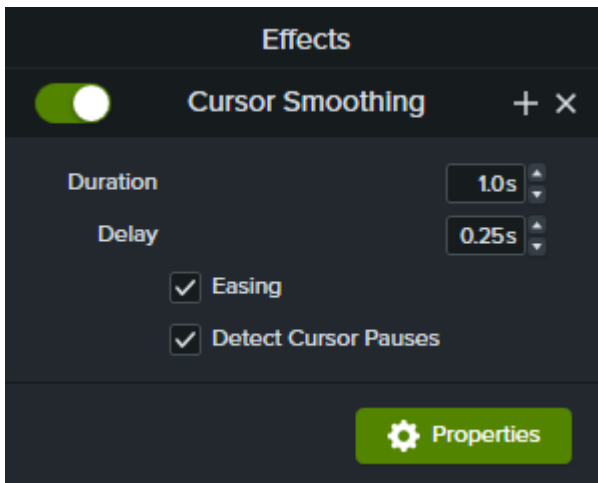 Effects
Cursor Smoothing
Duration 1.0s
Delay 0.25s
Easing
Detect Cursor Pauses
Properties